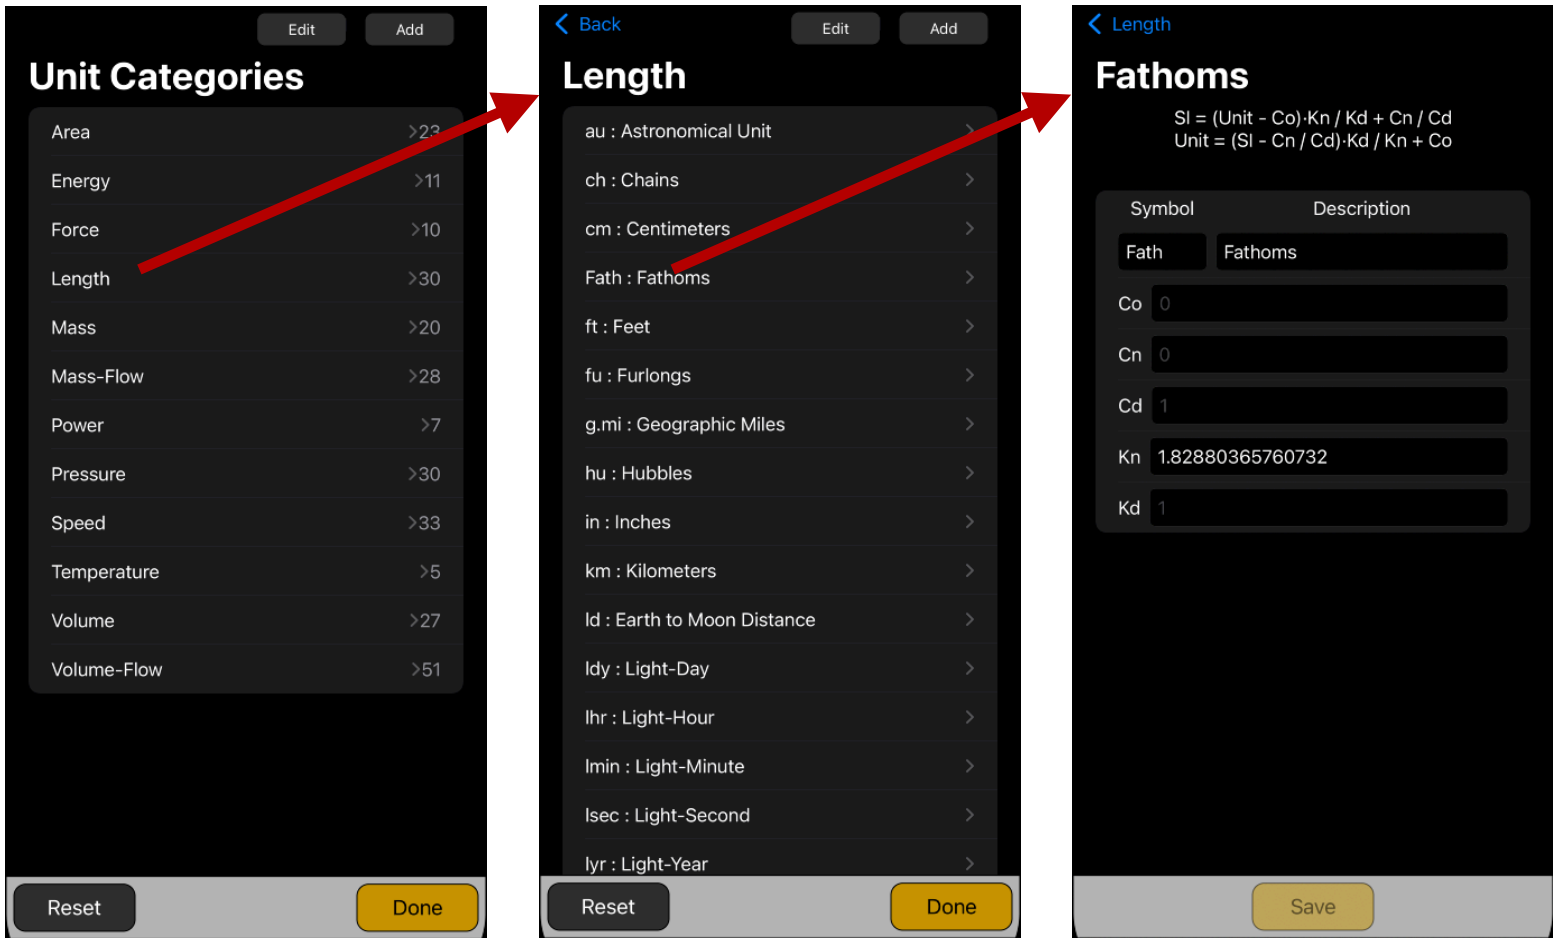 Edit Add
Unit Categories
Area >23
Energy >11
Force >10
Length >30
Mass >20
Mass-Flow >28
Power >7
Pressure >30
Speed >33
Temperature >5
Volume >27
Volume-Flow >51
Reset Done
Back Edit Add
Length
au : Astronomical Unit
ch : Chains
cm : Centimeters
Fath : Fathoms
ft : Feet
fu : Furlongs
g.mi : Geographic Miles
hu : Hubbles
in : Inches
km : Kilometers
ld : Earth to Moon Distance
ldy : Light-Day
lhr : Light-Hour
lmin : Light-Minute
lsec : Light-Second
lyr : Light-Year
Reset Done
Length
Fathoms
SI = (Unit - Co)·Kn / Kd + Cn / Cd
Unit = (SI - Cn / Cd)·Kd / Kn + Co
Symbol Description
Fath Fathoms
Co 0
Cn 0
Cd 1
Kn 1.82880365760732
Kd 1
Save